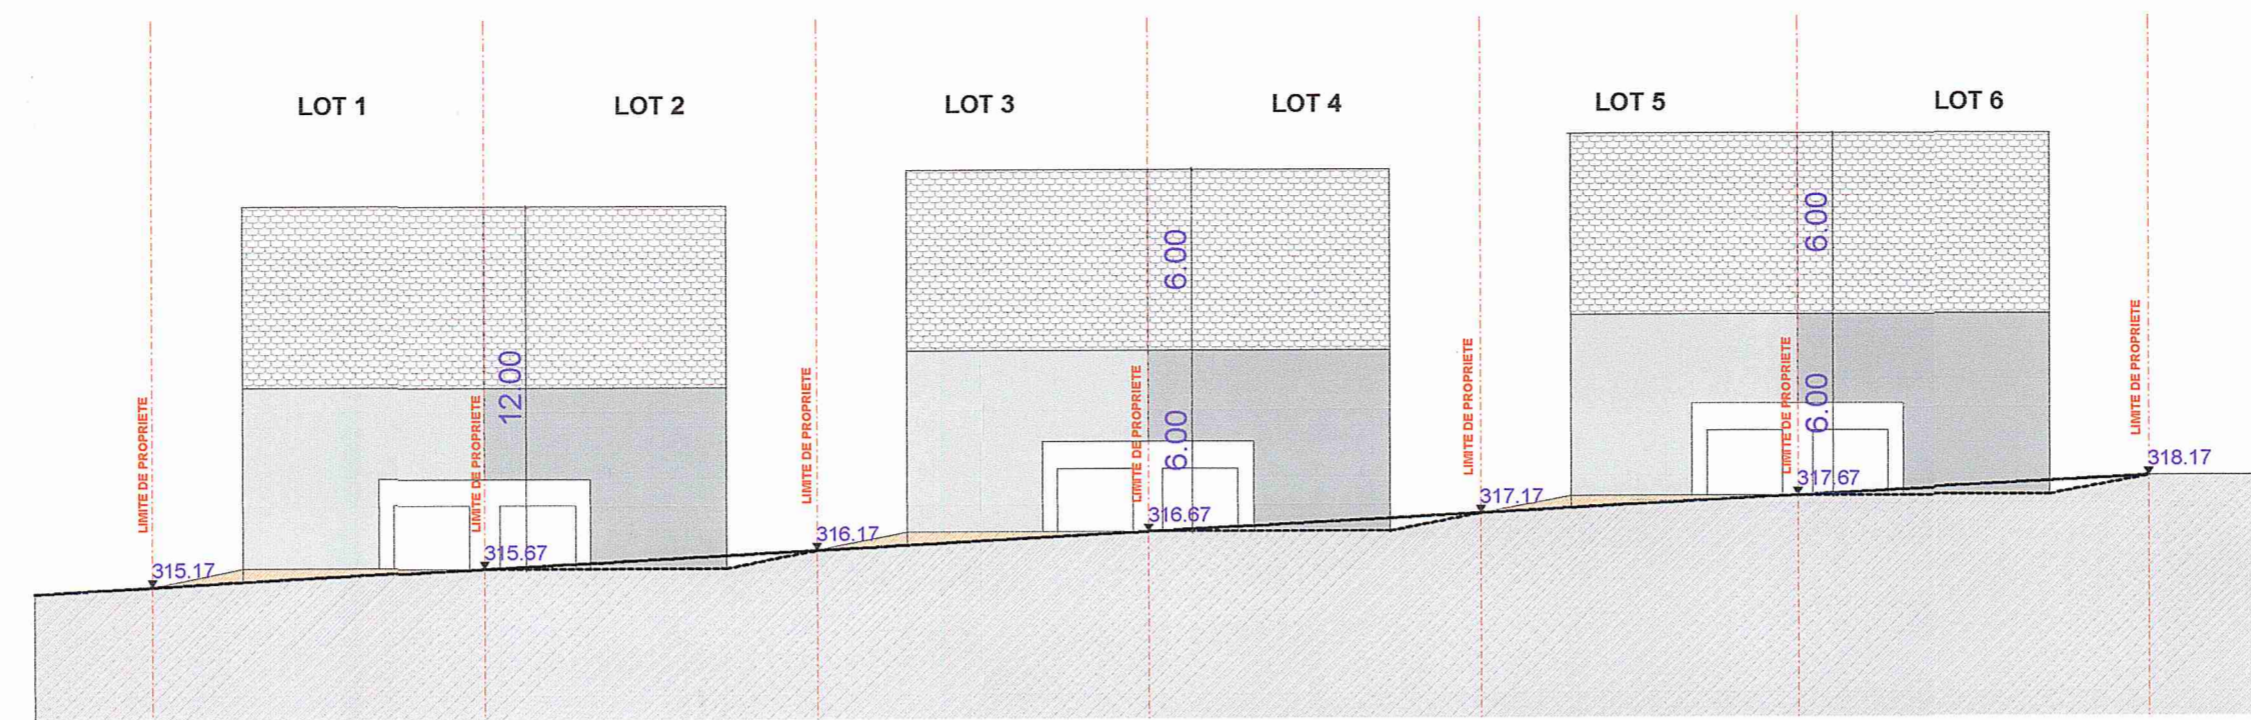 LOT 1
LOT 2
LOT 3
LOT 4
LOT 5
LOT 6
12.00
6.00
6.00
6.00
6.00
LIMITE DE PROPRIETE
LIMITE DE PROPRIETE
LIMITE DE PROPRIETE
LIMITE DE PROPRIETE
LIMITE DE PROPRIETE
LIMITE DE PROPRIETE
LIMITE DE PROPRIETE
315.17
315.67
316.17
316.67
317.17
317.67
318.17